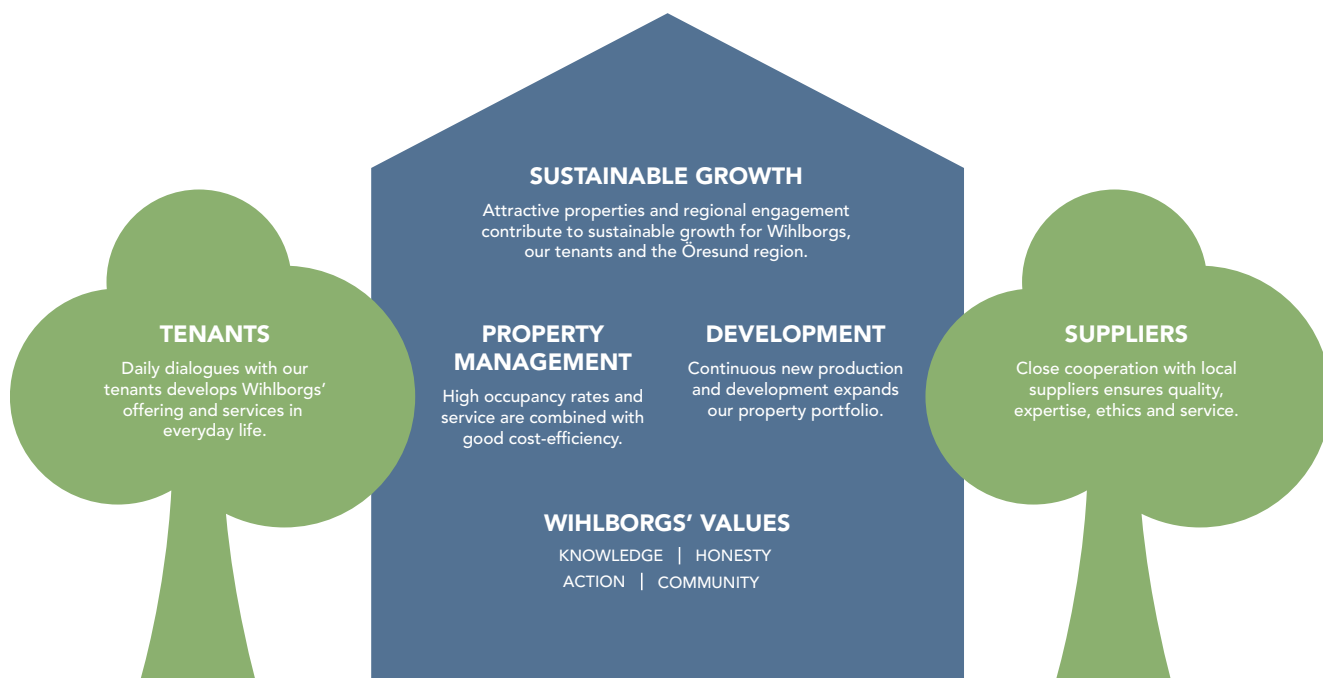 SUSTAINABLE GROWTH
Attractive properties and regional engagement
contribute to sustainable growth for Wihlborgs,
our tenants and the Öresund region.
TENANTS
Daily dialogues with our
tenants develops Wihlborgs’
offering and services in
everyday life.
PROPERTY
MANAGEMENT
High occupancy rates and
service are combined with
good cost-efficiency.
DEVELOPMENT
Continuous new production
and development expands
our property portfolio.
SUPPLIERS
Close cooperation with local
suppliers ensures quality,
expertise, ethics and service.
WIHLBORGS’ VALUES
KNOWLEDGE | HONESTY
ACTION | COMMUNITY